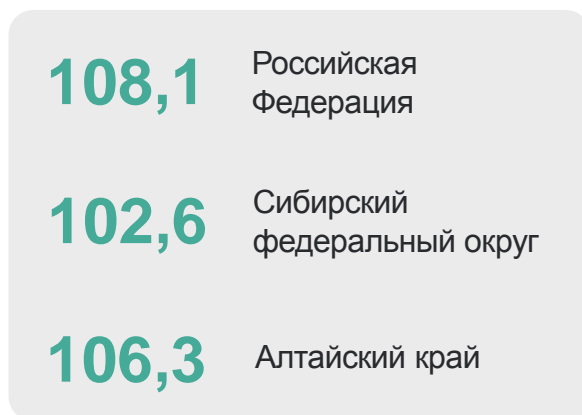 108,1
Российская
Федерация
102,6
Сибирский
федеральный округ
106,3
Алтайский край